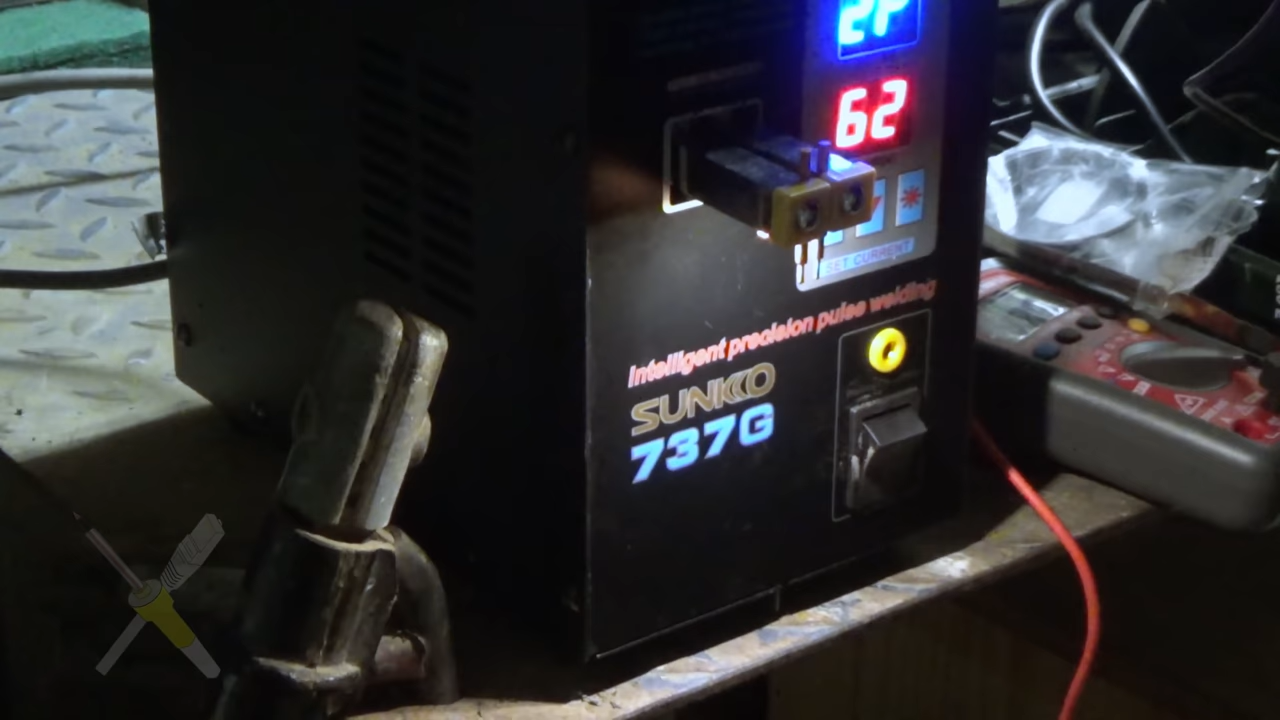 2P
62
SET CURRENT
Intelligent precision pulse welding
SUNKKO
737G